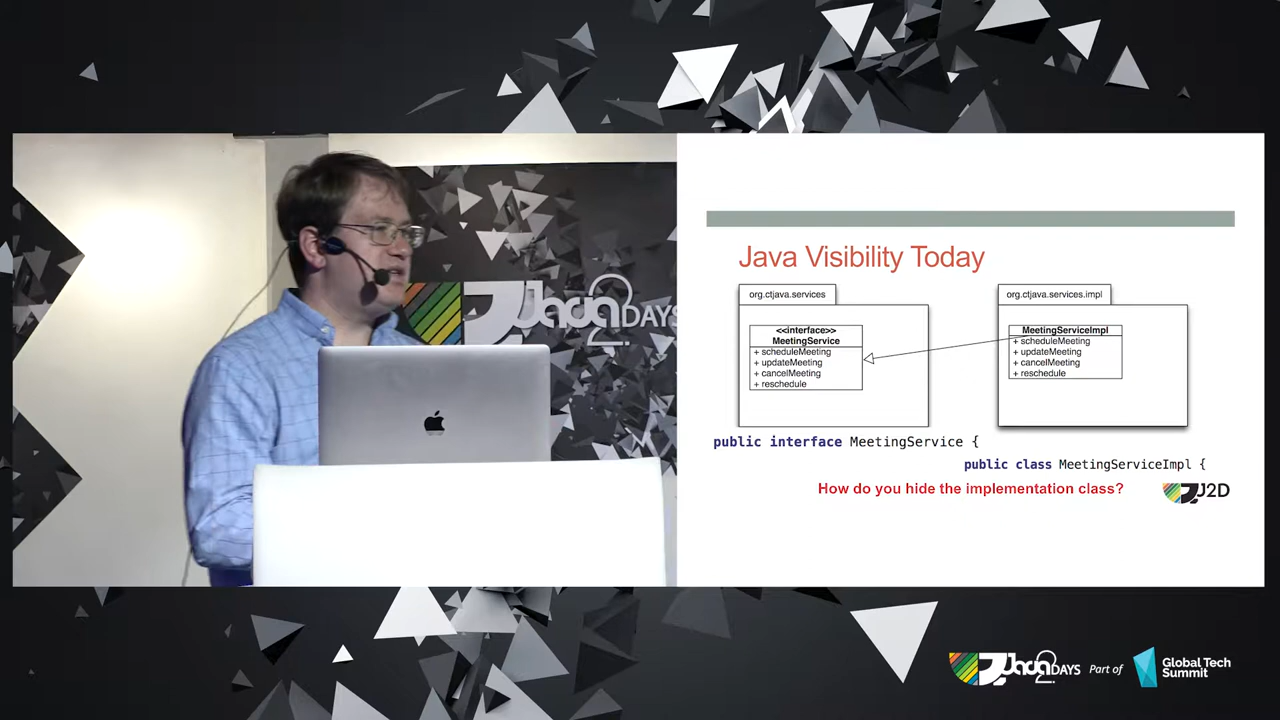 Java2DAYS
Java Visibility Today
org.ctjava.services
<<interface>>
MeetingService
+ scheduleMeeting
+ updateMeeting
+ cancelMeeting
+ reschedule
org.ctjava.services.impl
MeetingServiceImpl
+ scheduleMeeting
+ updateMeeting
+ cancelMeeting
+ reschedule
public interface MeetingService {
public class MeetingServiceImpl {
How do you hide the implementation class?
J2D
Java2DAYS Part of Global Tech
Summit